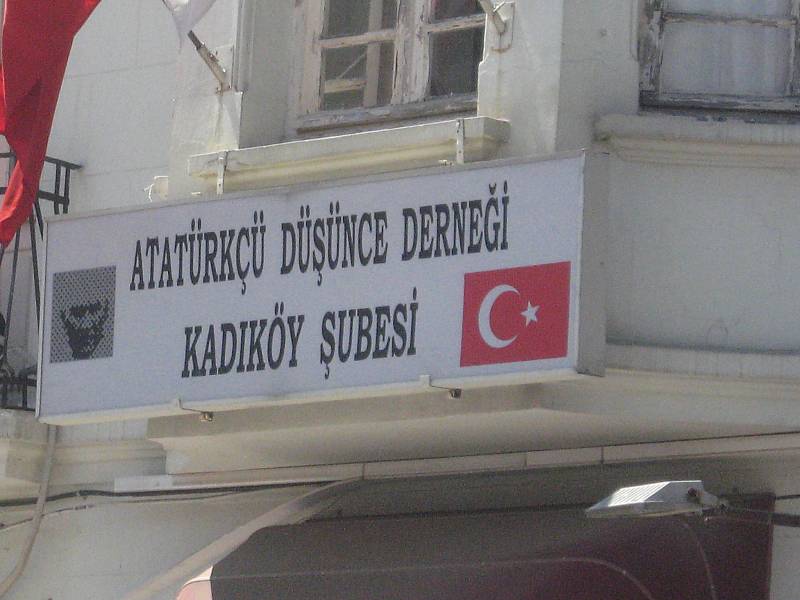 ATATÜRKÇÜ DÜŞÜNCE DERNEĞİ
KADIKÖY ŞUBESİ